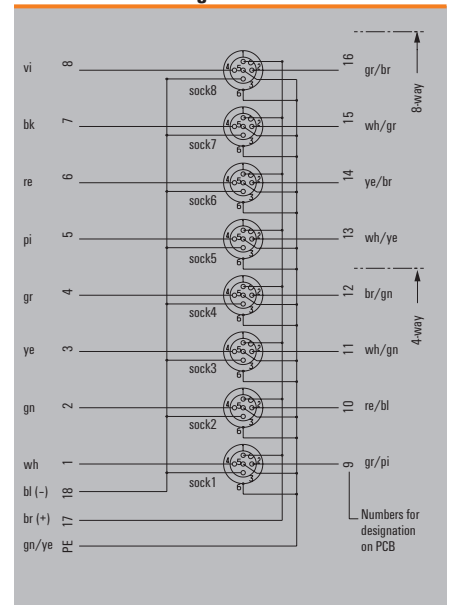 vi 8 sock8 16 gr/br
8-way
bk 7 sock7 15 wh/gr
re 6 sock6 14 ye/br
pi 5 sock5 13 wh/ye
gr 4 sock4 12 br/gn
4-way
ye 3 sock3 11 wh/gn
gn 2 sock2 10 re/bl
wh 1 sock1 9 gr/pi
bl (–) 18
br (+) 17
gn/ye PE
Numbers for
designation
on PCB